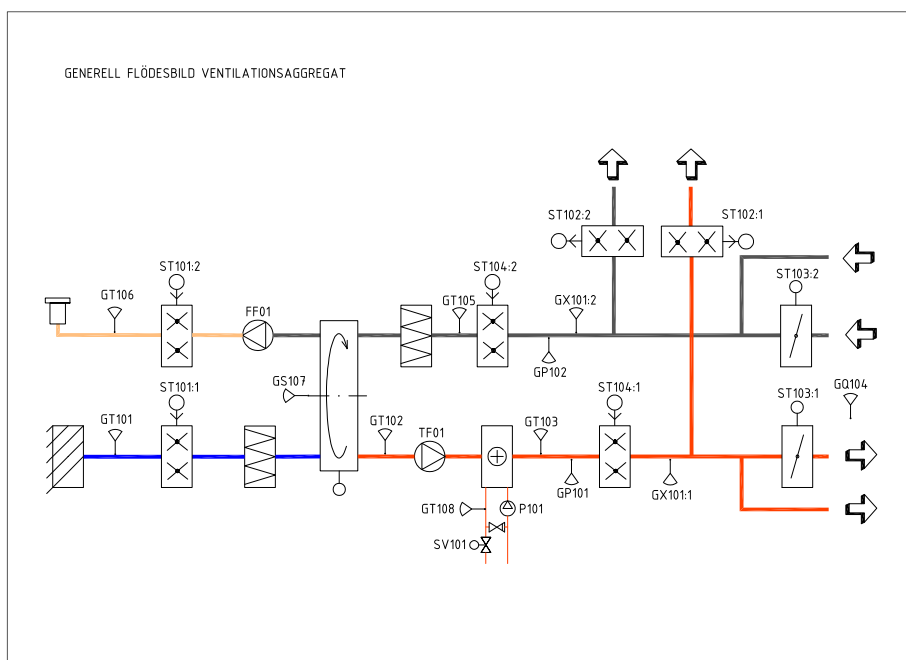 GENERELL FLÖDESBILD VENTILATIONSAGGREGAT
ST102:2
ST102:1
ST101:2
ST104:2
ST103:2
GT106
FF01
GT105
GX101:2
GP102
GS107
ST101:1
ST104:1
ST103:1
GQ104
GT101
GT102
TF01
GT103
GP101
GX101:1
GT108
P101
SV101